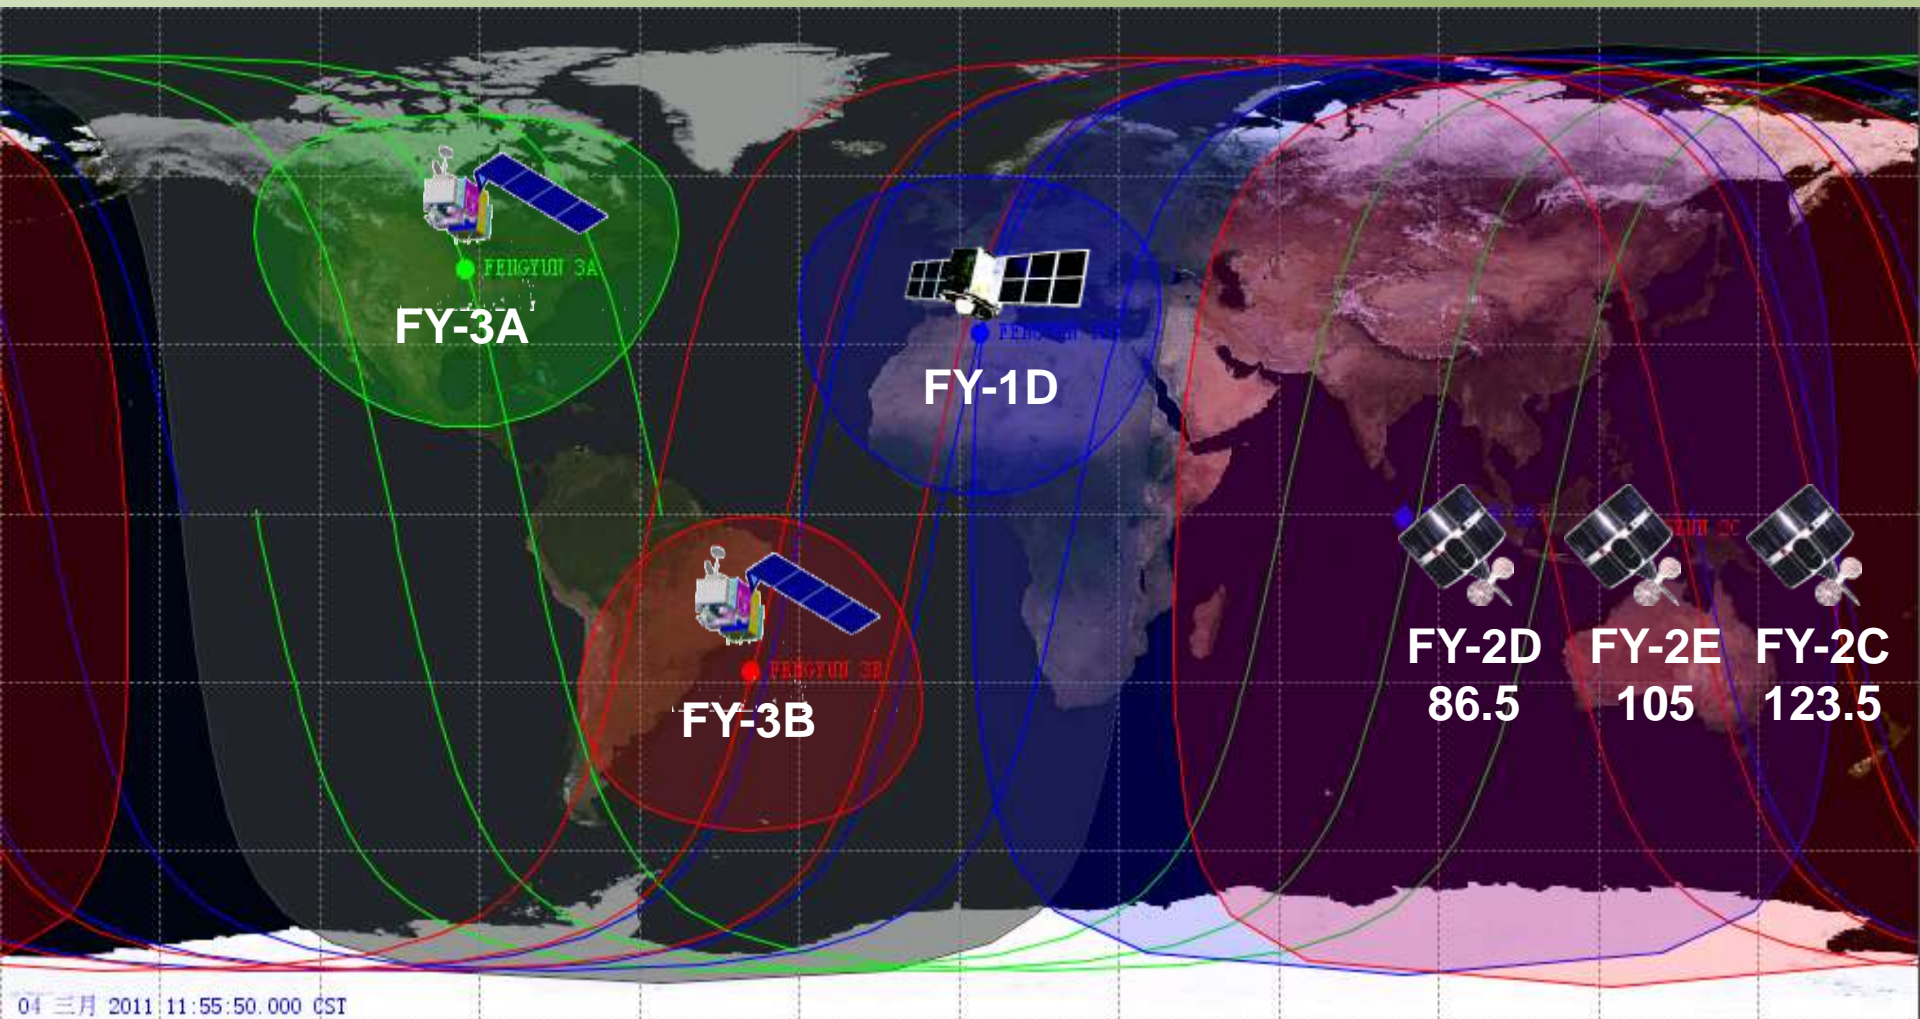 FENGYUN 3A
FY-3A
FY-1D
FENGYUN 3B
FY-3B
FY-2D
86.5
FY-2E
105
FY-2C
123.5
04 三月 2011 11:55:50.000 CST